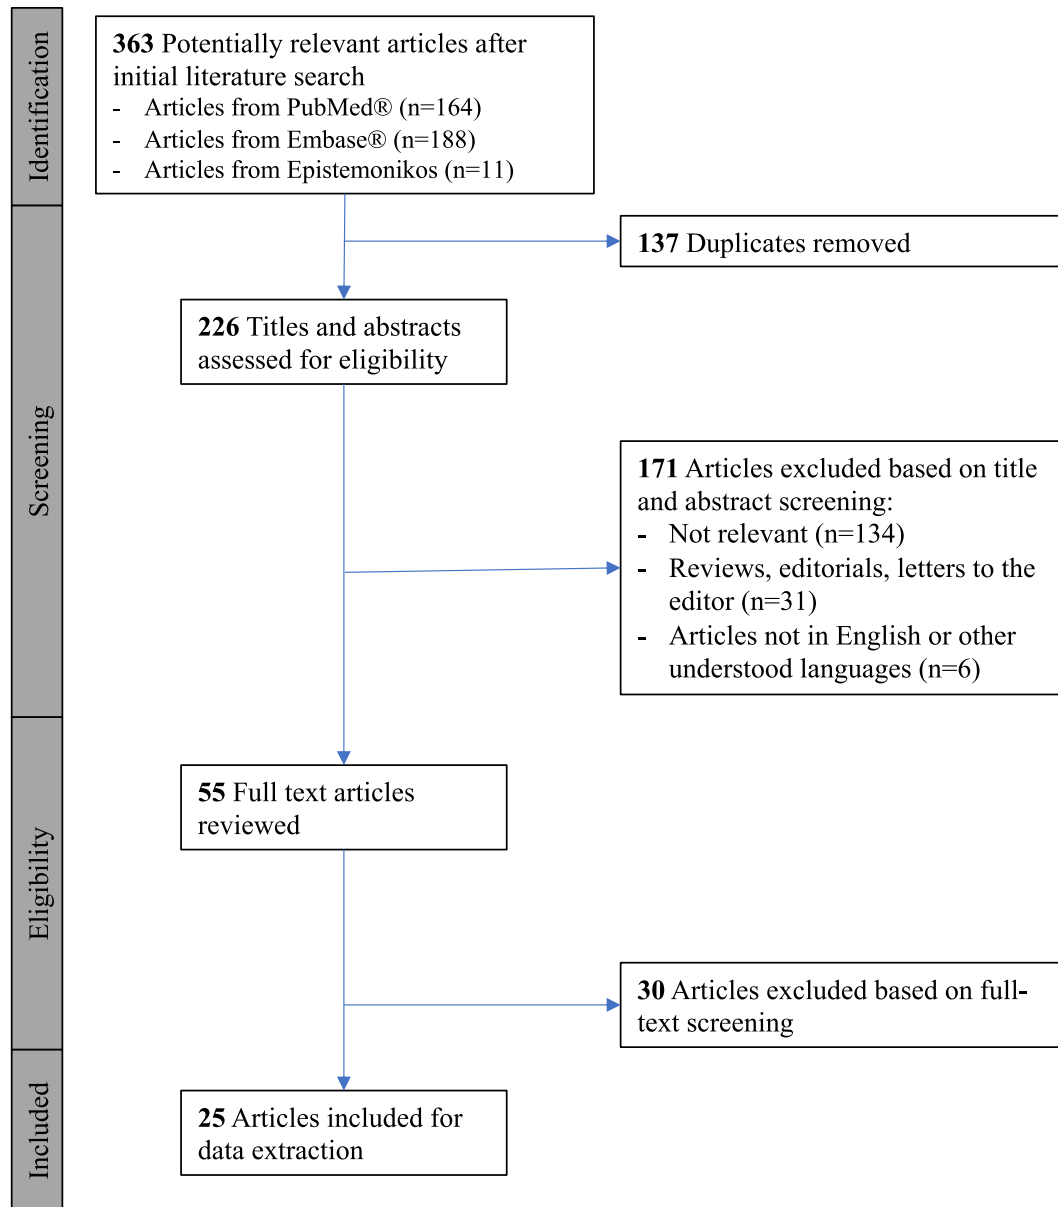 Identification
363 Potentially relevant articles after
initial literature search
- Articles from PubMed® (n=164)
- Articles from Embase® (n=188)
- Articles from Epistemonikos (n=11)
137 Duplicates removed
Screening
226 Titles and abstracts
assessed for eligibility
171 Articles excluded based on title
and abstract screening:
- Not relevant (n=134)
- Reviews, editorials, letters to the
editor (n=31)
- Articles not in English or other
understood languages (n=6)
Eligibility
55 Full text articles
reviewed
30 Articles excluded based on full-
text screening
Included
25 Articles included for
data extraction